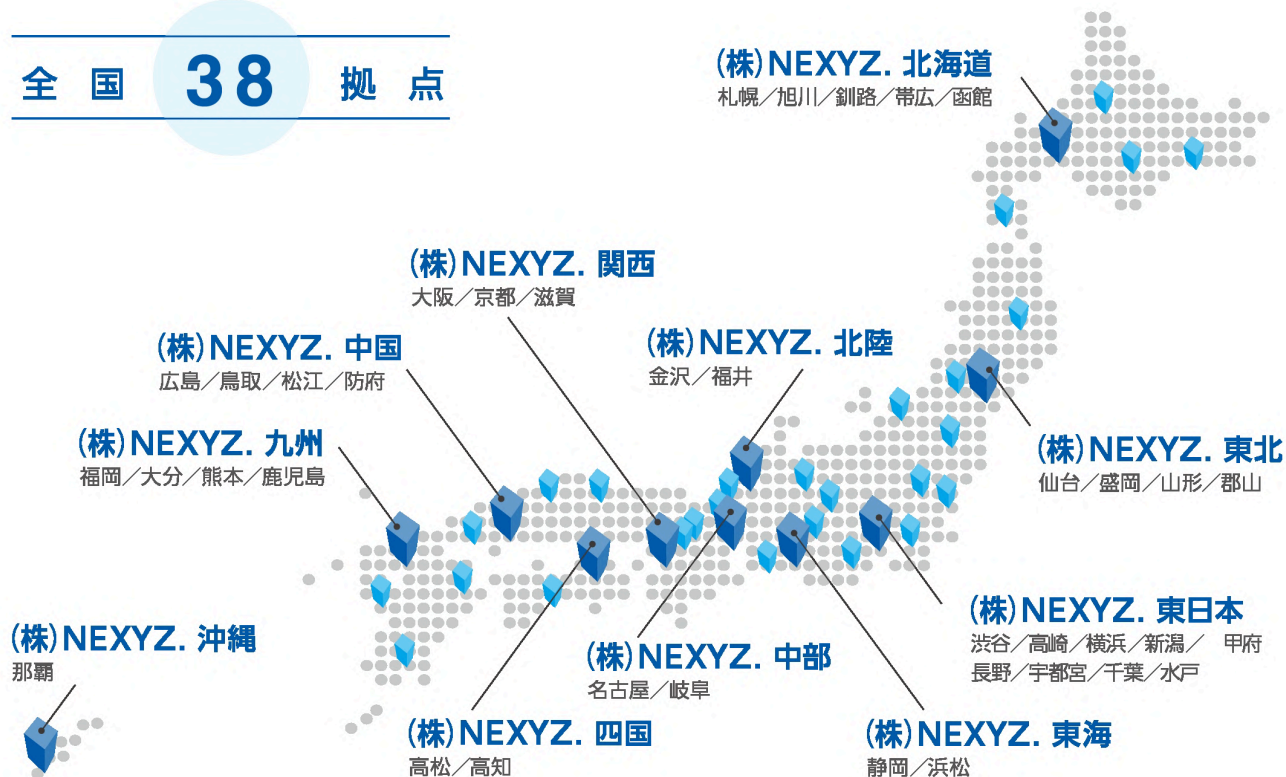 全国 38 拠点
(株)NEXYZ. 北海道
札幌／旭川／釧路／帯広／函館
(株)NEXYZ. 関西
大阪／京都／滋賀
(株)NEXYZ. 中国
広島／鳥取／松江／防府
(株)NEXYZ. 北陸
金沢／福井
(株)NEXYZ. 九州
福岡／大分／熊本／鹿児島
(株)NEXYZ. 東北
仙台／盛岡／山形／郡山
(株)NEXYZ. 東日本
渋谷／高崎／横浜／新潟／ 甲府
長野／宇都宮／千葉／水戸
(株)NEXYZ. 沖縄
那覇
(株)NEXYZ. 中部
名古屋／岐阜
(株)NEXYZ. 四国
高松／高知
(株)NEXYZ. 東海
静岡／浜松